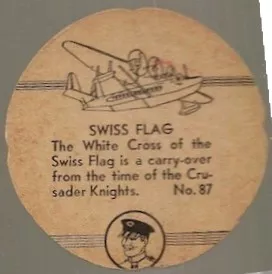 SWISS FLAG
The White Cross of the
Swiss Flag is a carry-over
from the time of the Cru-
sader Knights. No. 87